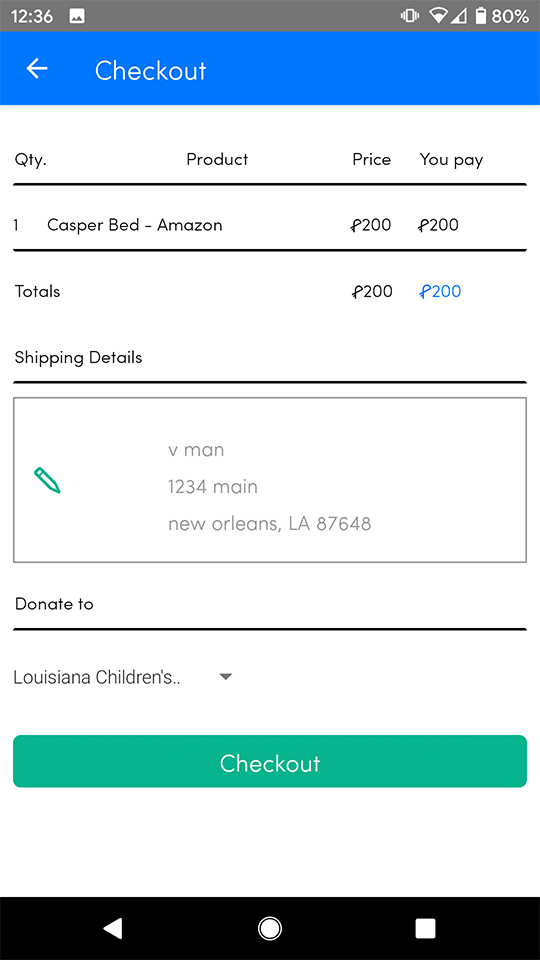 12:36 80%
Checkout
Qty. Product Price You pay
1 Casper Bed - Amazon ₽200 ₽200
Totals ₽200 ₽200
Shipping Details
v man
1234 main
new orleans, LA 87648
Donate to
Louisiana Children's..
Checkout